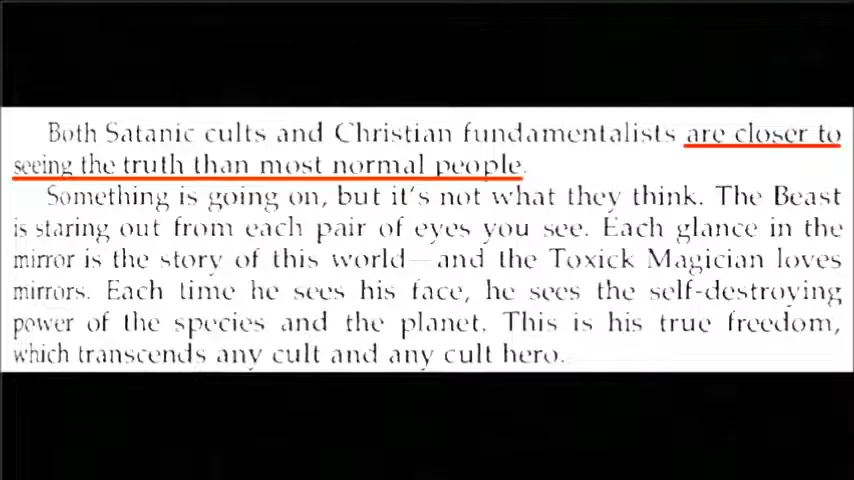 Both Satanic cults and Christian fundamentalists are closer to
seeing the truth than most normal people.
Something is going on, but it's not what they think. The Beast
is staring out from each pair of eyes you see. Each glance in the
mirror is the story of this world—and the Toxick Magician loves
mirrors. Each time he sees his face, he sees the self-destroying
power of the species and the planet. This is his true freedom,
which transcends any cult and any cult hero.